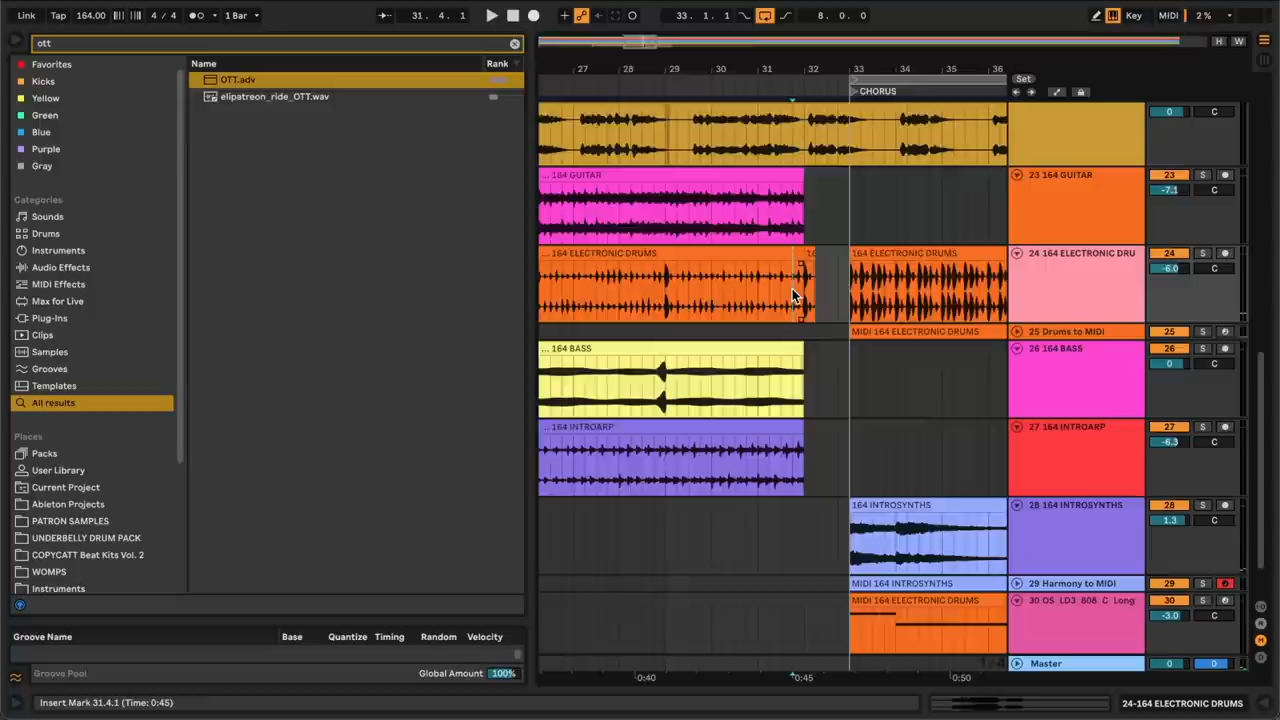 Link Tap 164.00 4 / 4 1 Bar 31. 4. 1 33. 1. 1 8. 0. 0 Key MIDI 2 %
ott
H W
Favorites
Kicks
Yellow
Green
Blue
Purple
Gray
Categories
Sounds
Drums
Instruments
Audio Effects
MIDI Effects
Max for Live
Plug-Ins
Clips
Samples
Grooves
Templates
All results
Places
Packs
User Library
Current Project
Ableton Projects
PATRON SAMPLES
UNDERBELLY DRUM PACK
COPYCATT Beat Kits Vol. 2
WOMPS
Instruments
Name Rank
OTT.adv
elipatreon_ride_OTT.wav
Groove Name Base Quantize Timing Random Velocity
Groove Pool Global Amount 100%
27 28 29 30 31 32 33 34 35 36
Set
CHORUS
0 C
... 164 GUITAR 23 164 GUITAR 23 S
-7.1 C
... 164 ELECTRONIC DRUMS 164 ELECTRONIC DRUMS 24 164 ELECTRONIC DRU 24 S
-6.0 C
MIDI 164 ELECTRONIC DRUMS 25 Drums to MIDI 25 S
... 164 BASS 26 164 BASS 26 S
0 C
... 164 INTROARP 27 164 INTROARP 27 S
-6.3 C
164 INTROSYNTHS 28 164 INTROSYNTHS 28 S
1.3 C
MIDI 164 INTROSYNTHS 29 Harmony to MIDI 29 S
MIDI 164 ELECTRONIC DRUMS 30 OS_LD3_808_C_Long 30 S
-3.0 C
1/4 Master 0 0
0:40 0:45 0:50
Insert Mark 31.4.1 (Time: 0:45) 24-164 ELECTRONIC DRUMS